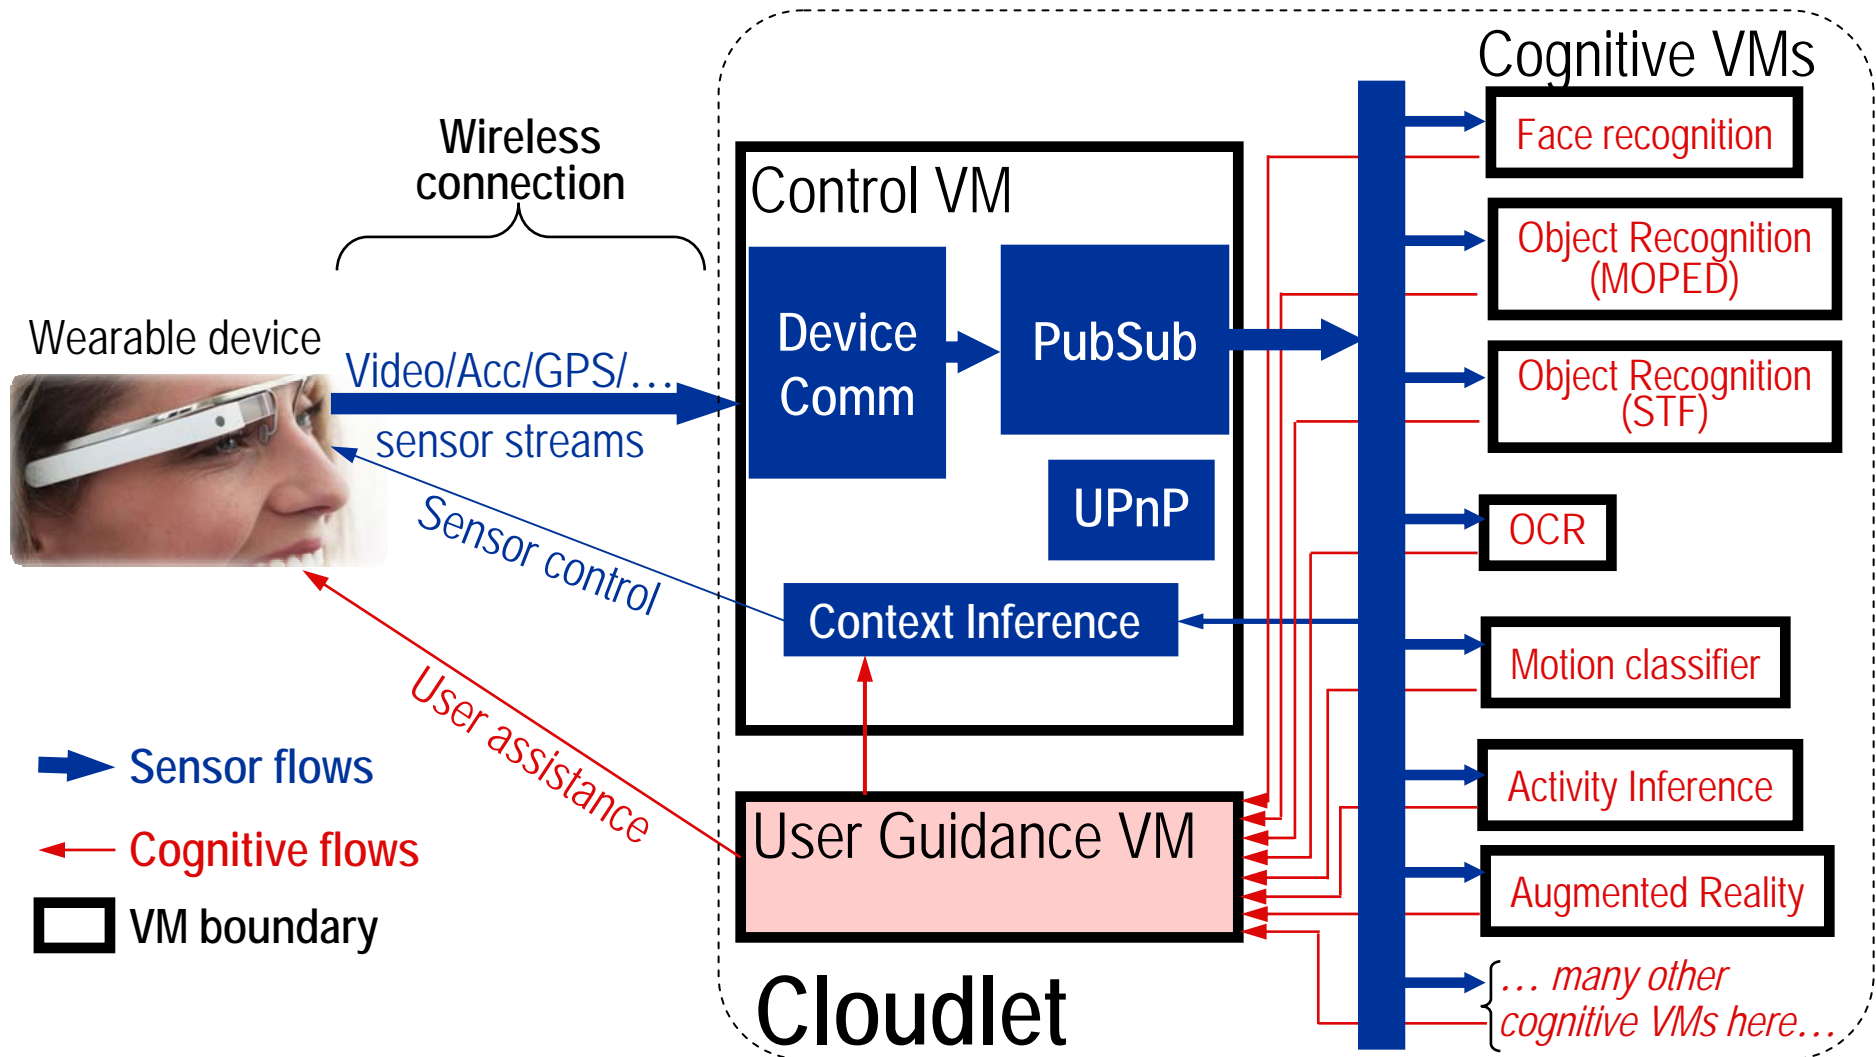 Cognitive VMs
Wireless
connection
Control VM
Device
Comm
PubSub
UPnP
Context Inference
Wearable device
Video/Acc/GPS/…
sensor streams
Sensor control
User assistance
Sensor flows
Cognitive flows
VM boundary
User Guidance VM
Cloudlet
Face recognition
Object Recognition
(MOPED)
Object Recognition
(STF)
OCR
Motion classifier
Activity Inference
Augmented Reality
… many other
cognitive VMs here…